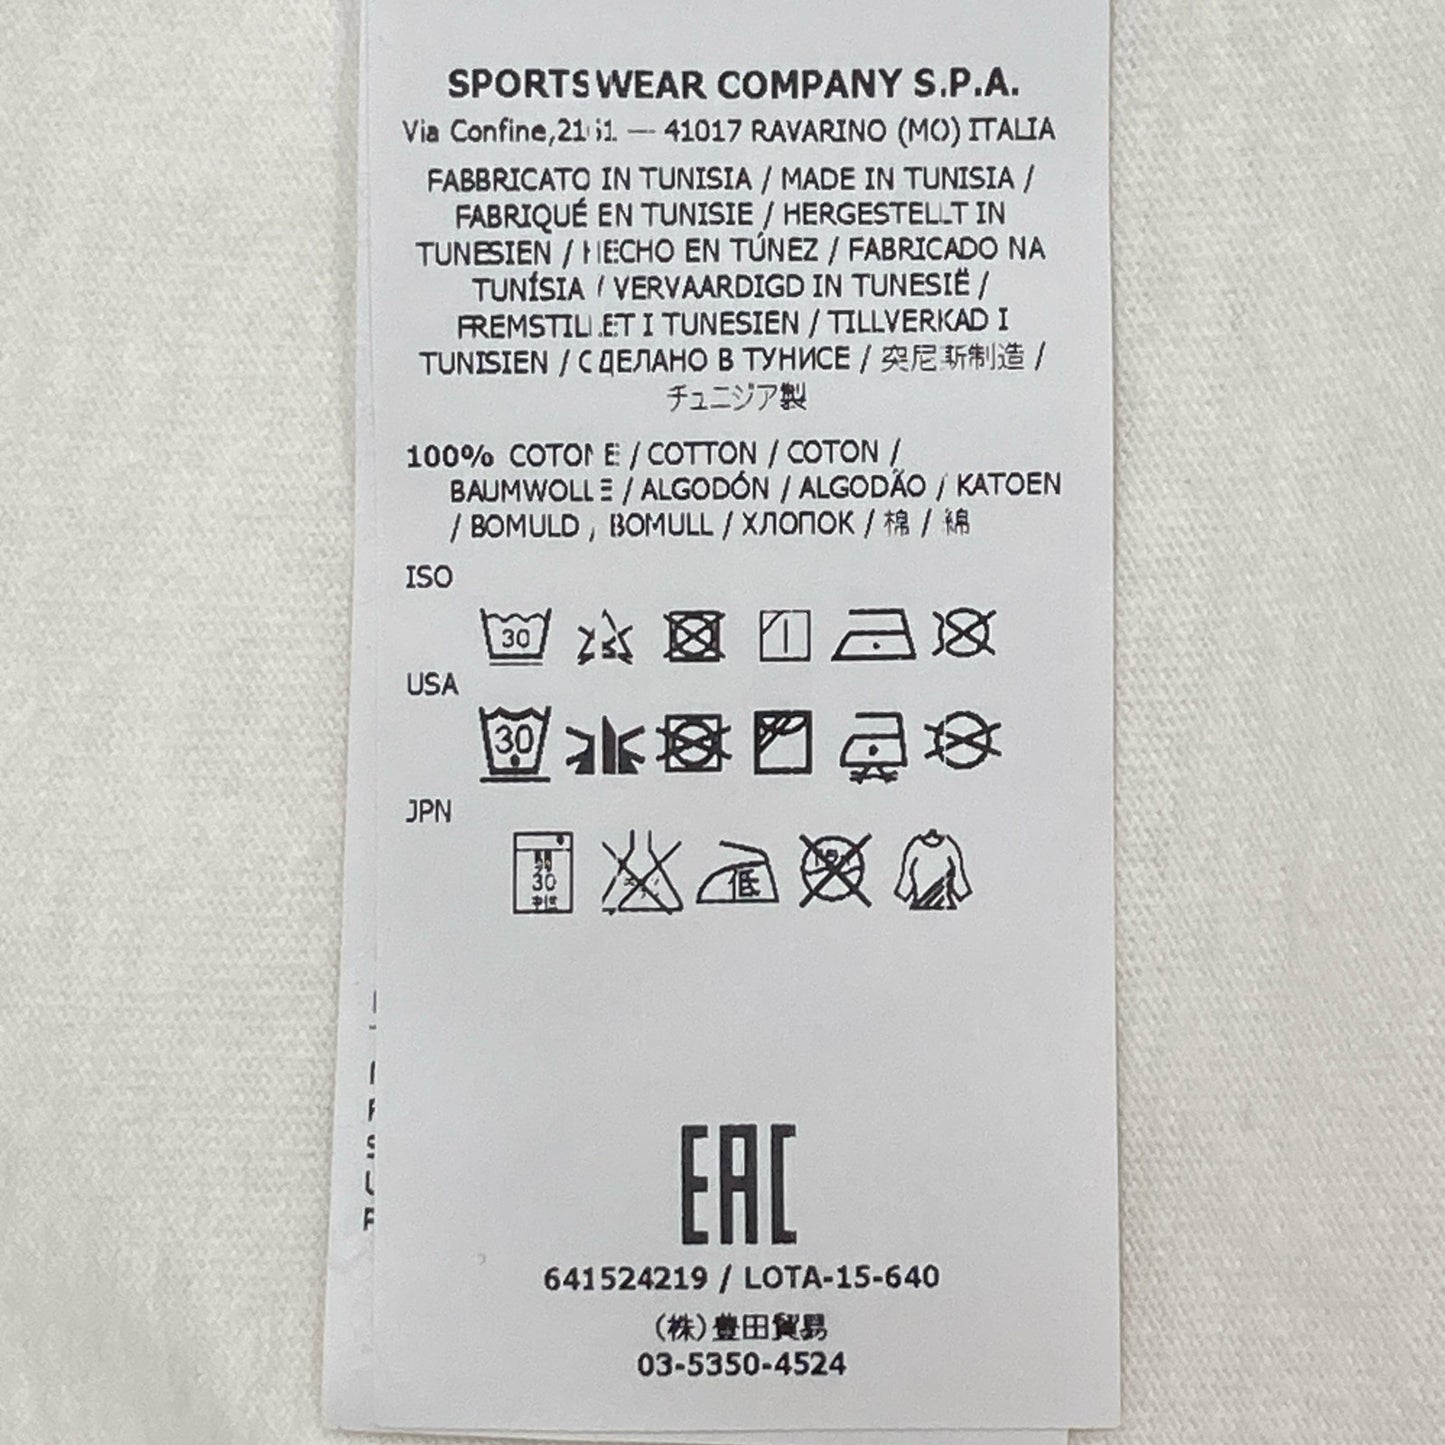 SPORTSWEAR COMPANY S.P.A.
Via Confine,2161 — 41017 RAVARINO (MO) ITALIA
FABBRICATO IN TUNISIA / MADE IN TUNISIA /
FABRIQUÉ EN TUNISIE / HERGESTELLT IN
TUNESIEN / HECHO EN TÚNEZ / FABRICADO NA
TUNÍSIA / VERVAARDIGD IN TUNESIË /
FREMSTILLET I TUNESIEN / TILLVERKAD I
TUNISIEN / СДЕЛАНО В ТУНИСЕ / 突尼斯制造 /
チュニジア製
100% COTONE / COTTON / COTON /
BAUMWOLLE / ALGODÓN / ALGODÃO / KATOEN
/ BOMULD / BOMULL / ХЛОПОК / 棉 / 綿
ISO
30
USA
30
JPN
30
低
EAC
641524219 / LOTA-15-640
(株)豊田貿易
03-5350-4524